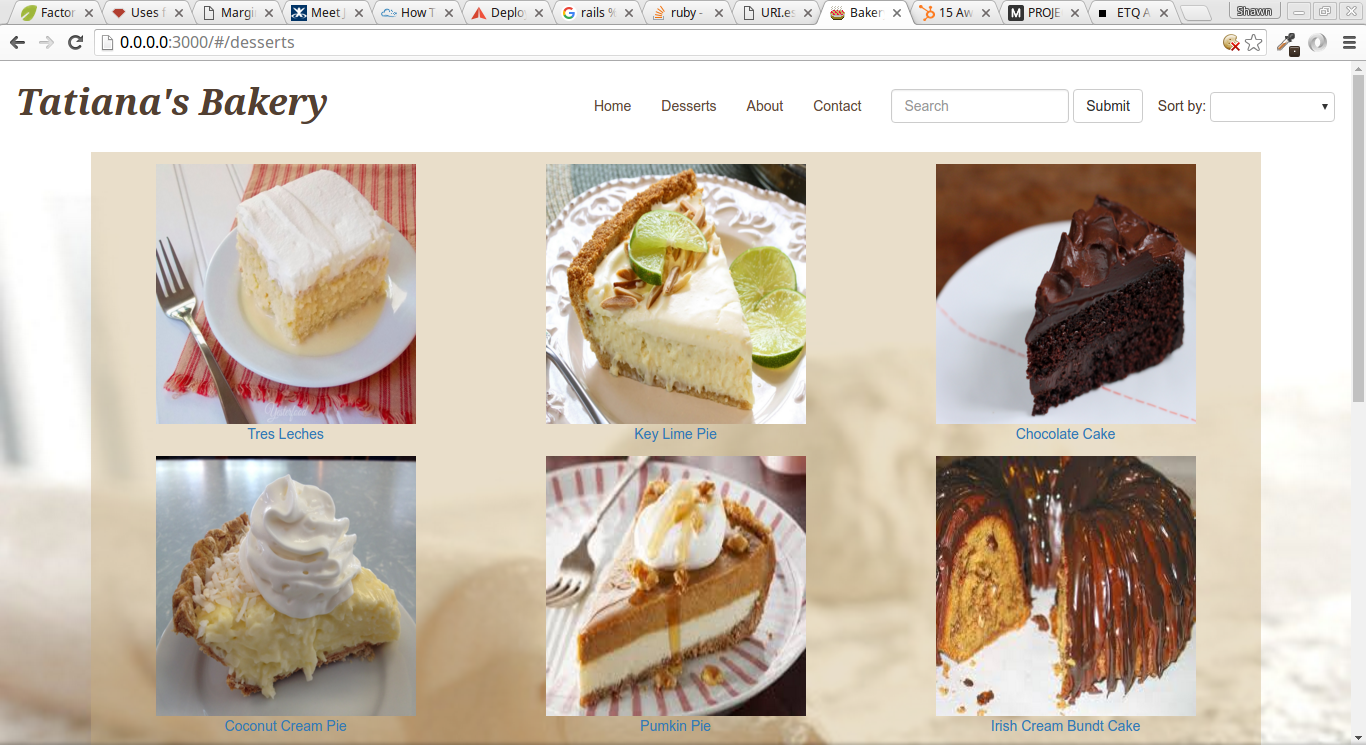 Factor
Uses f
Margi
Meet J
How T
Deploy
rails %
ruby -
URI.es
Baker
15 Aw
PROJE
ETQ A
Shawn
0.0.0.0:3000/#/desserts
Tatiana's Bakery
Home
Desserts
About
Contact
Search
Submit
Sort by:
Tres Leches
Key Lime Pie
Chocolate Cake
Coconut Cream Pie
Pumkin Pie
Irish Cream Bundt Cake